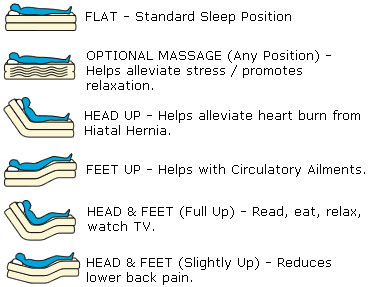 FLAT – Standard Sleep Position
OPTIONAL MASSAGE (Any Position) –
Helps alleviate stress / promotes
relaxation.
HEAD UP – Helps alleviate heart burn from
Hiatal Hernia.
FEET UP – Helps with Circulatory Ailments.
HEAD & FEET (Full Up) – Read, eat, relax,
watch TV.
HEAD & FEET (Slightly Up) – Reduces
lower back pain.